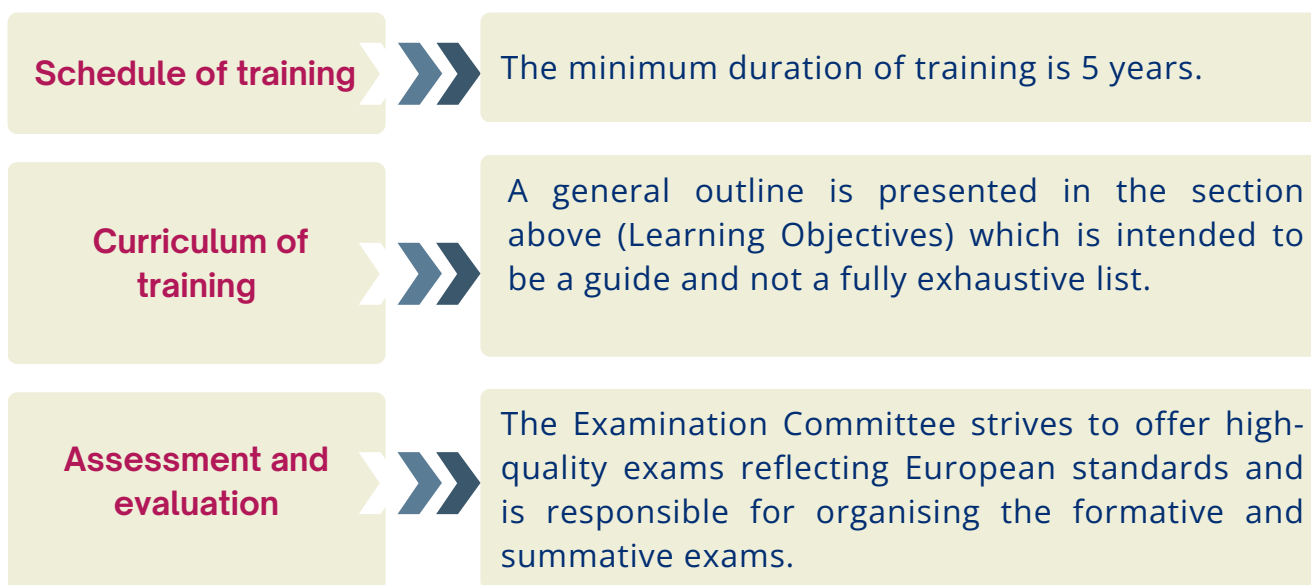 Schedule of training
The minimum duration of training is 5 years.
Curriculum of
training
A general outline is presented in the section
above (Learning Objectives) which is intended to
be a guide and not a fully exhaustive list.
Assessment and
evaluation
The Examination Committee strives to offer high-
quality exams reflecting European standards and
is responsible for organising the formative and
summative exams.